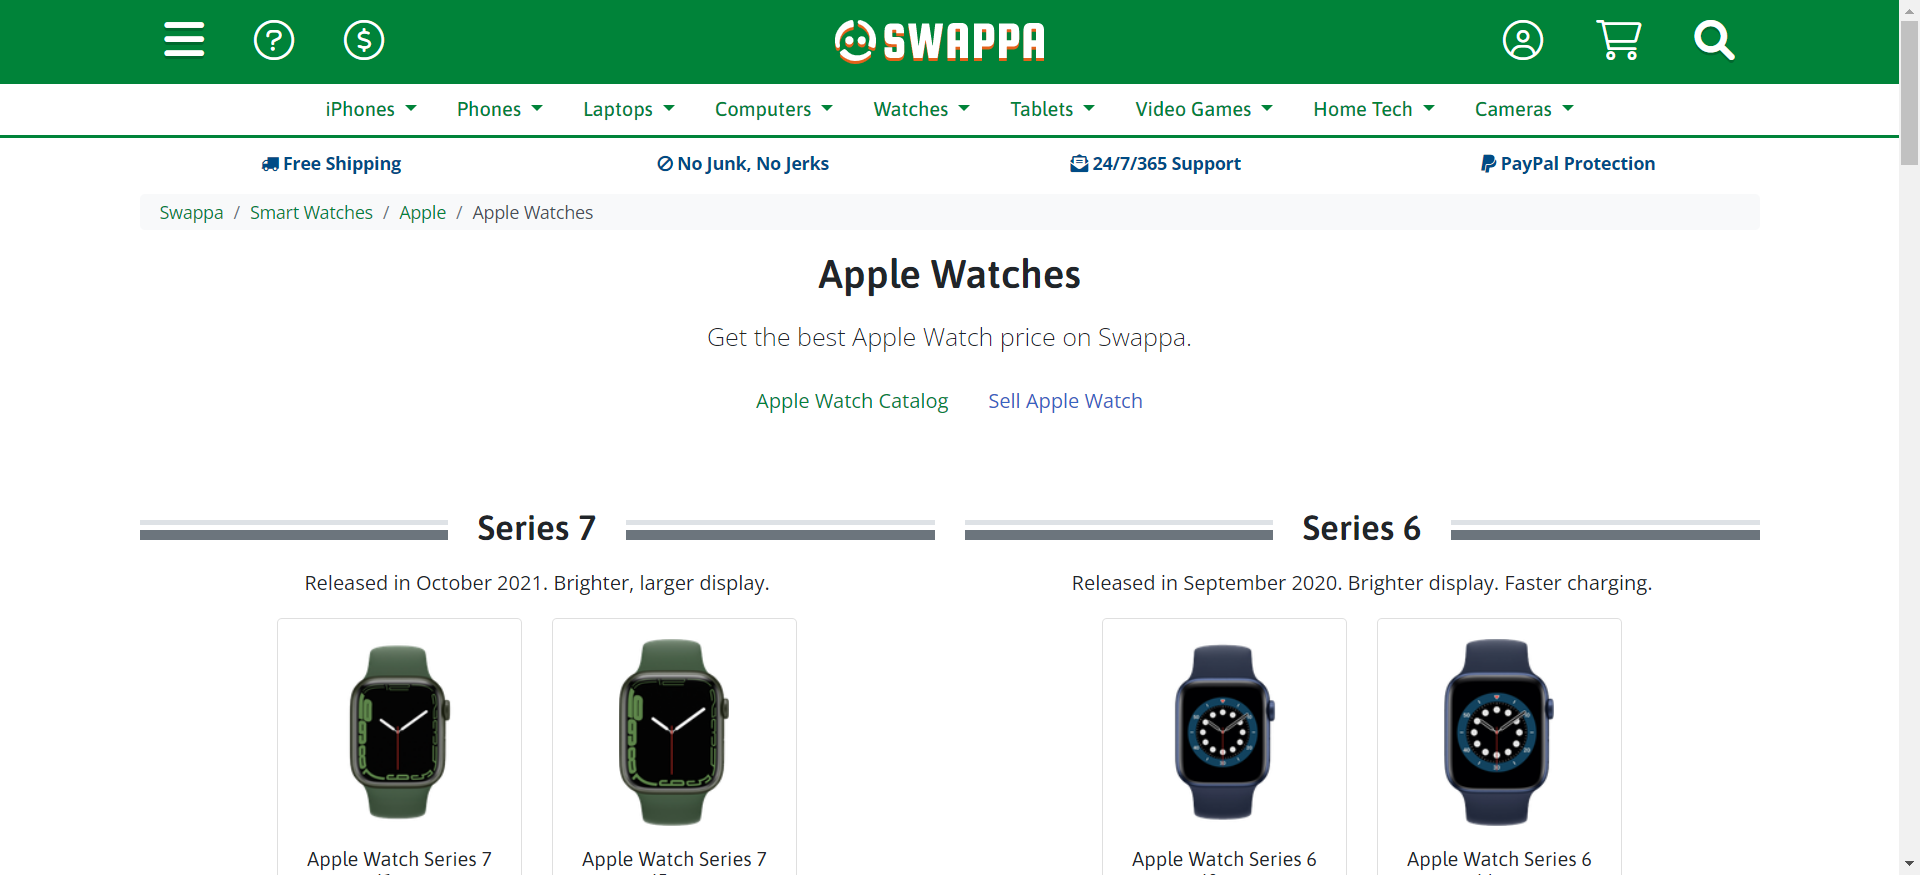 SWAPPA
iPhones Phones Laptops Computers Watches Tablets Video Games Home Tech Cameras
Free Shipping No Junk, No Jerks 24/7/365 Support PayPal Protection
Swappa / Smart Watches / Apple / Apple Watches
Apple Watches
Get the best Apple Watch price on Swappa.
Apple Watch Catalog Sell Apple Watch
Series 7
Released in October 2021. Brighter, larger display.
Apple Watch Series 7
Apple Watch Series 7
Series 6
Released in September 2020. Brighter display. Faster charging.
Apple Watch Series 6
Apple Watch Series 6